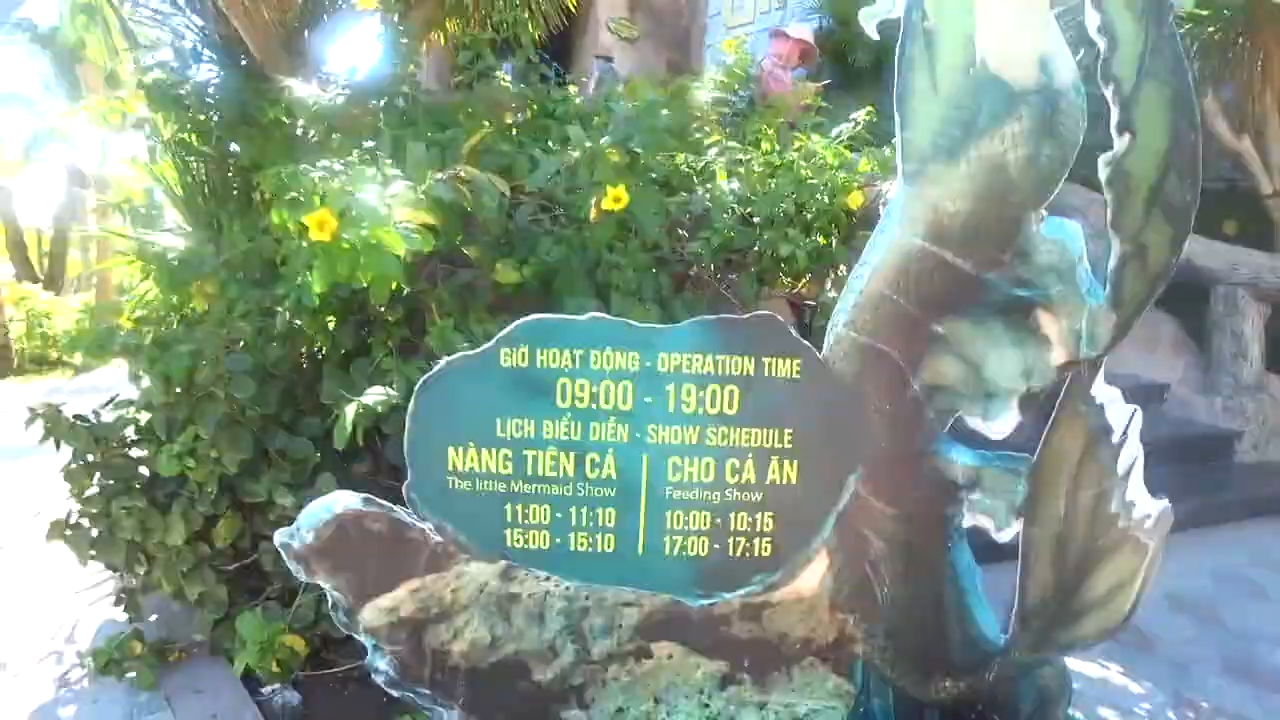 GIỜ HOẠT ĐỘNG - OPERATION TIME
09:00 - 19:00
LỊCH BIỂU DIỄN - SHOW SCHEDULE
NÀNG TIÊN CÁ
The little Mermaid Show
11:00 - 11:10
15:00 - 15:10
CHO CÁ ĂN
Feeding Show
10:00 - 10:15
17:00 - 17:15